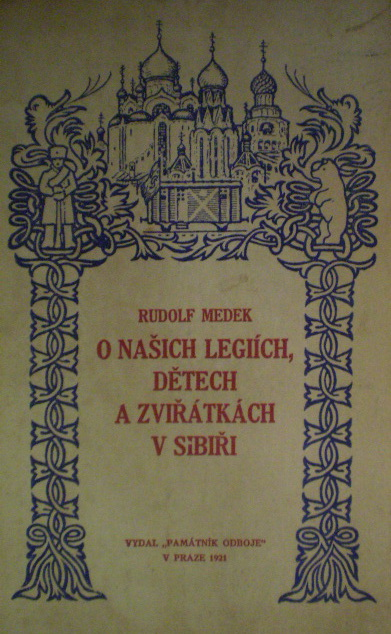 RUDOLF MEDEK
O NAŠICH LEGIÍCH,
DĚTECH
A ZVIŘÁTKÁCH
V SiBIŘI
VYDAL „PAMÁTNÍK ODBOJE“
V PRAZE 1921